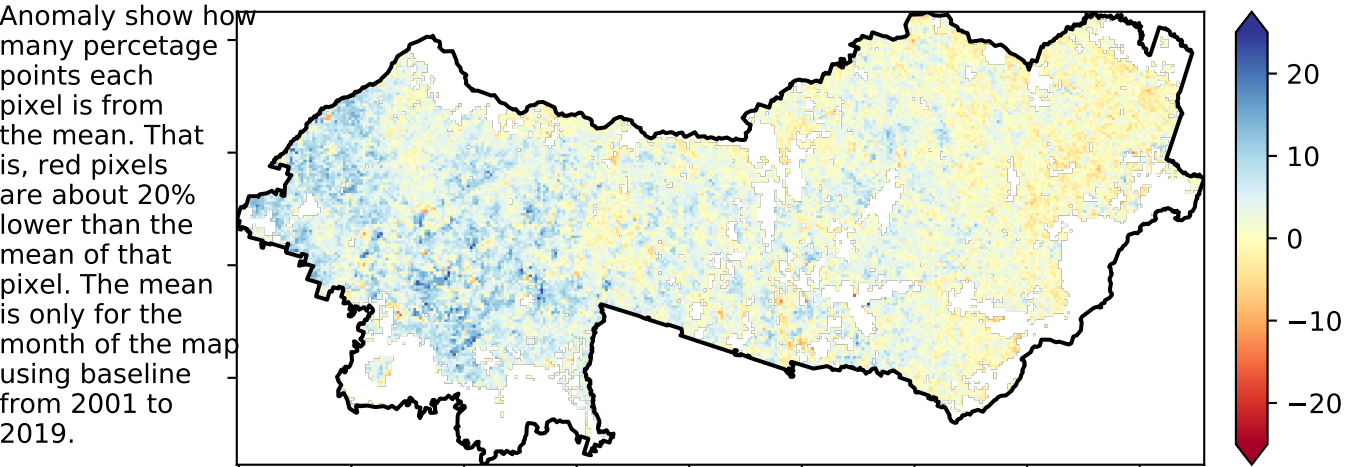 Anomaly show how
many percetage
points each
pixel is from
the mean. That
is, red pixels
are about 20%
lower than the
mean of that
pixel. The mean
is only for the
month of the map
using baseline
from 2001 to
2019.
20
10
0
−10
−20